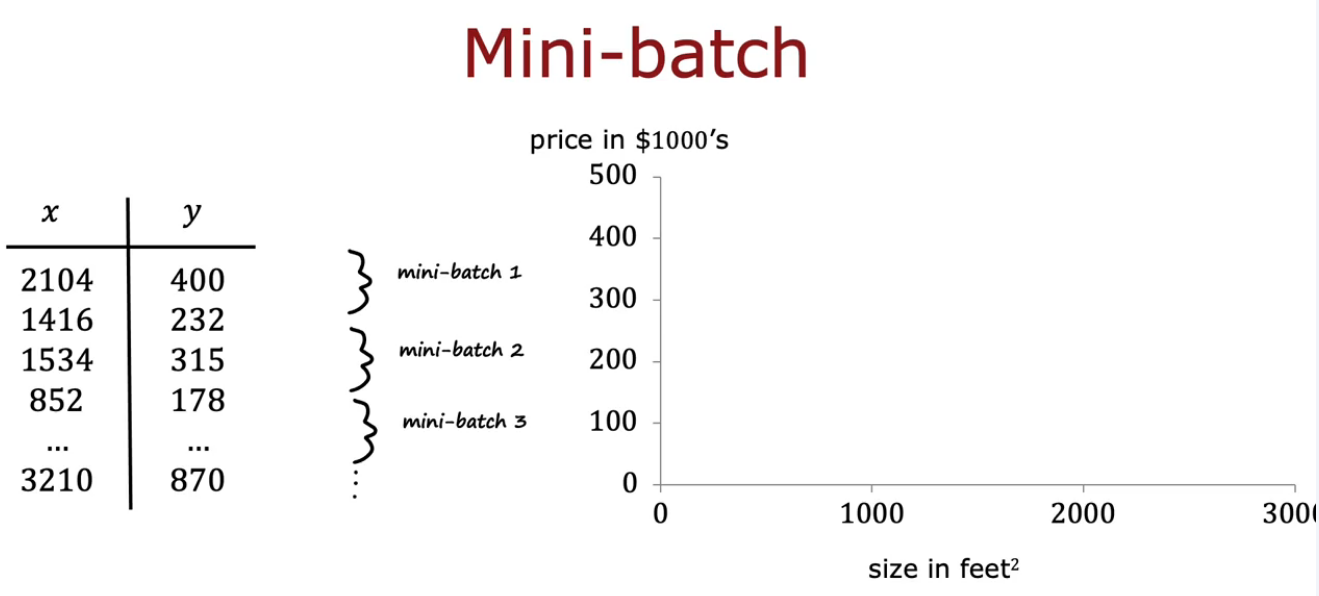 Mini-batch
x y
2104 400
1416 232
1534 315
852 178
... ...
3210 870
mini-batch 1
mini-batch 2
mini-batch 3
⋮
price in $1000’s
500
400
300
200
100
0
0 1000 2000 300
size in feet²